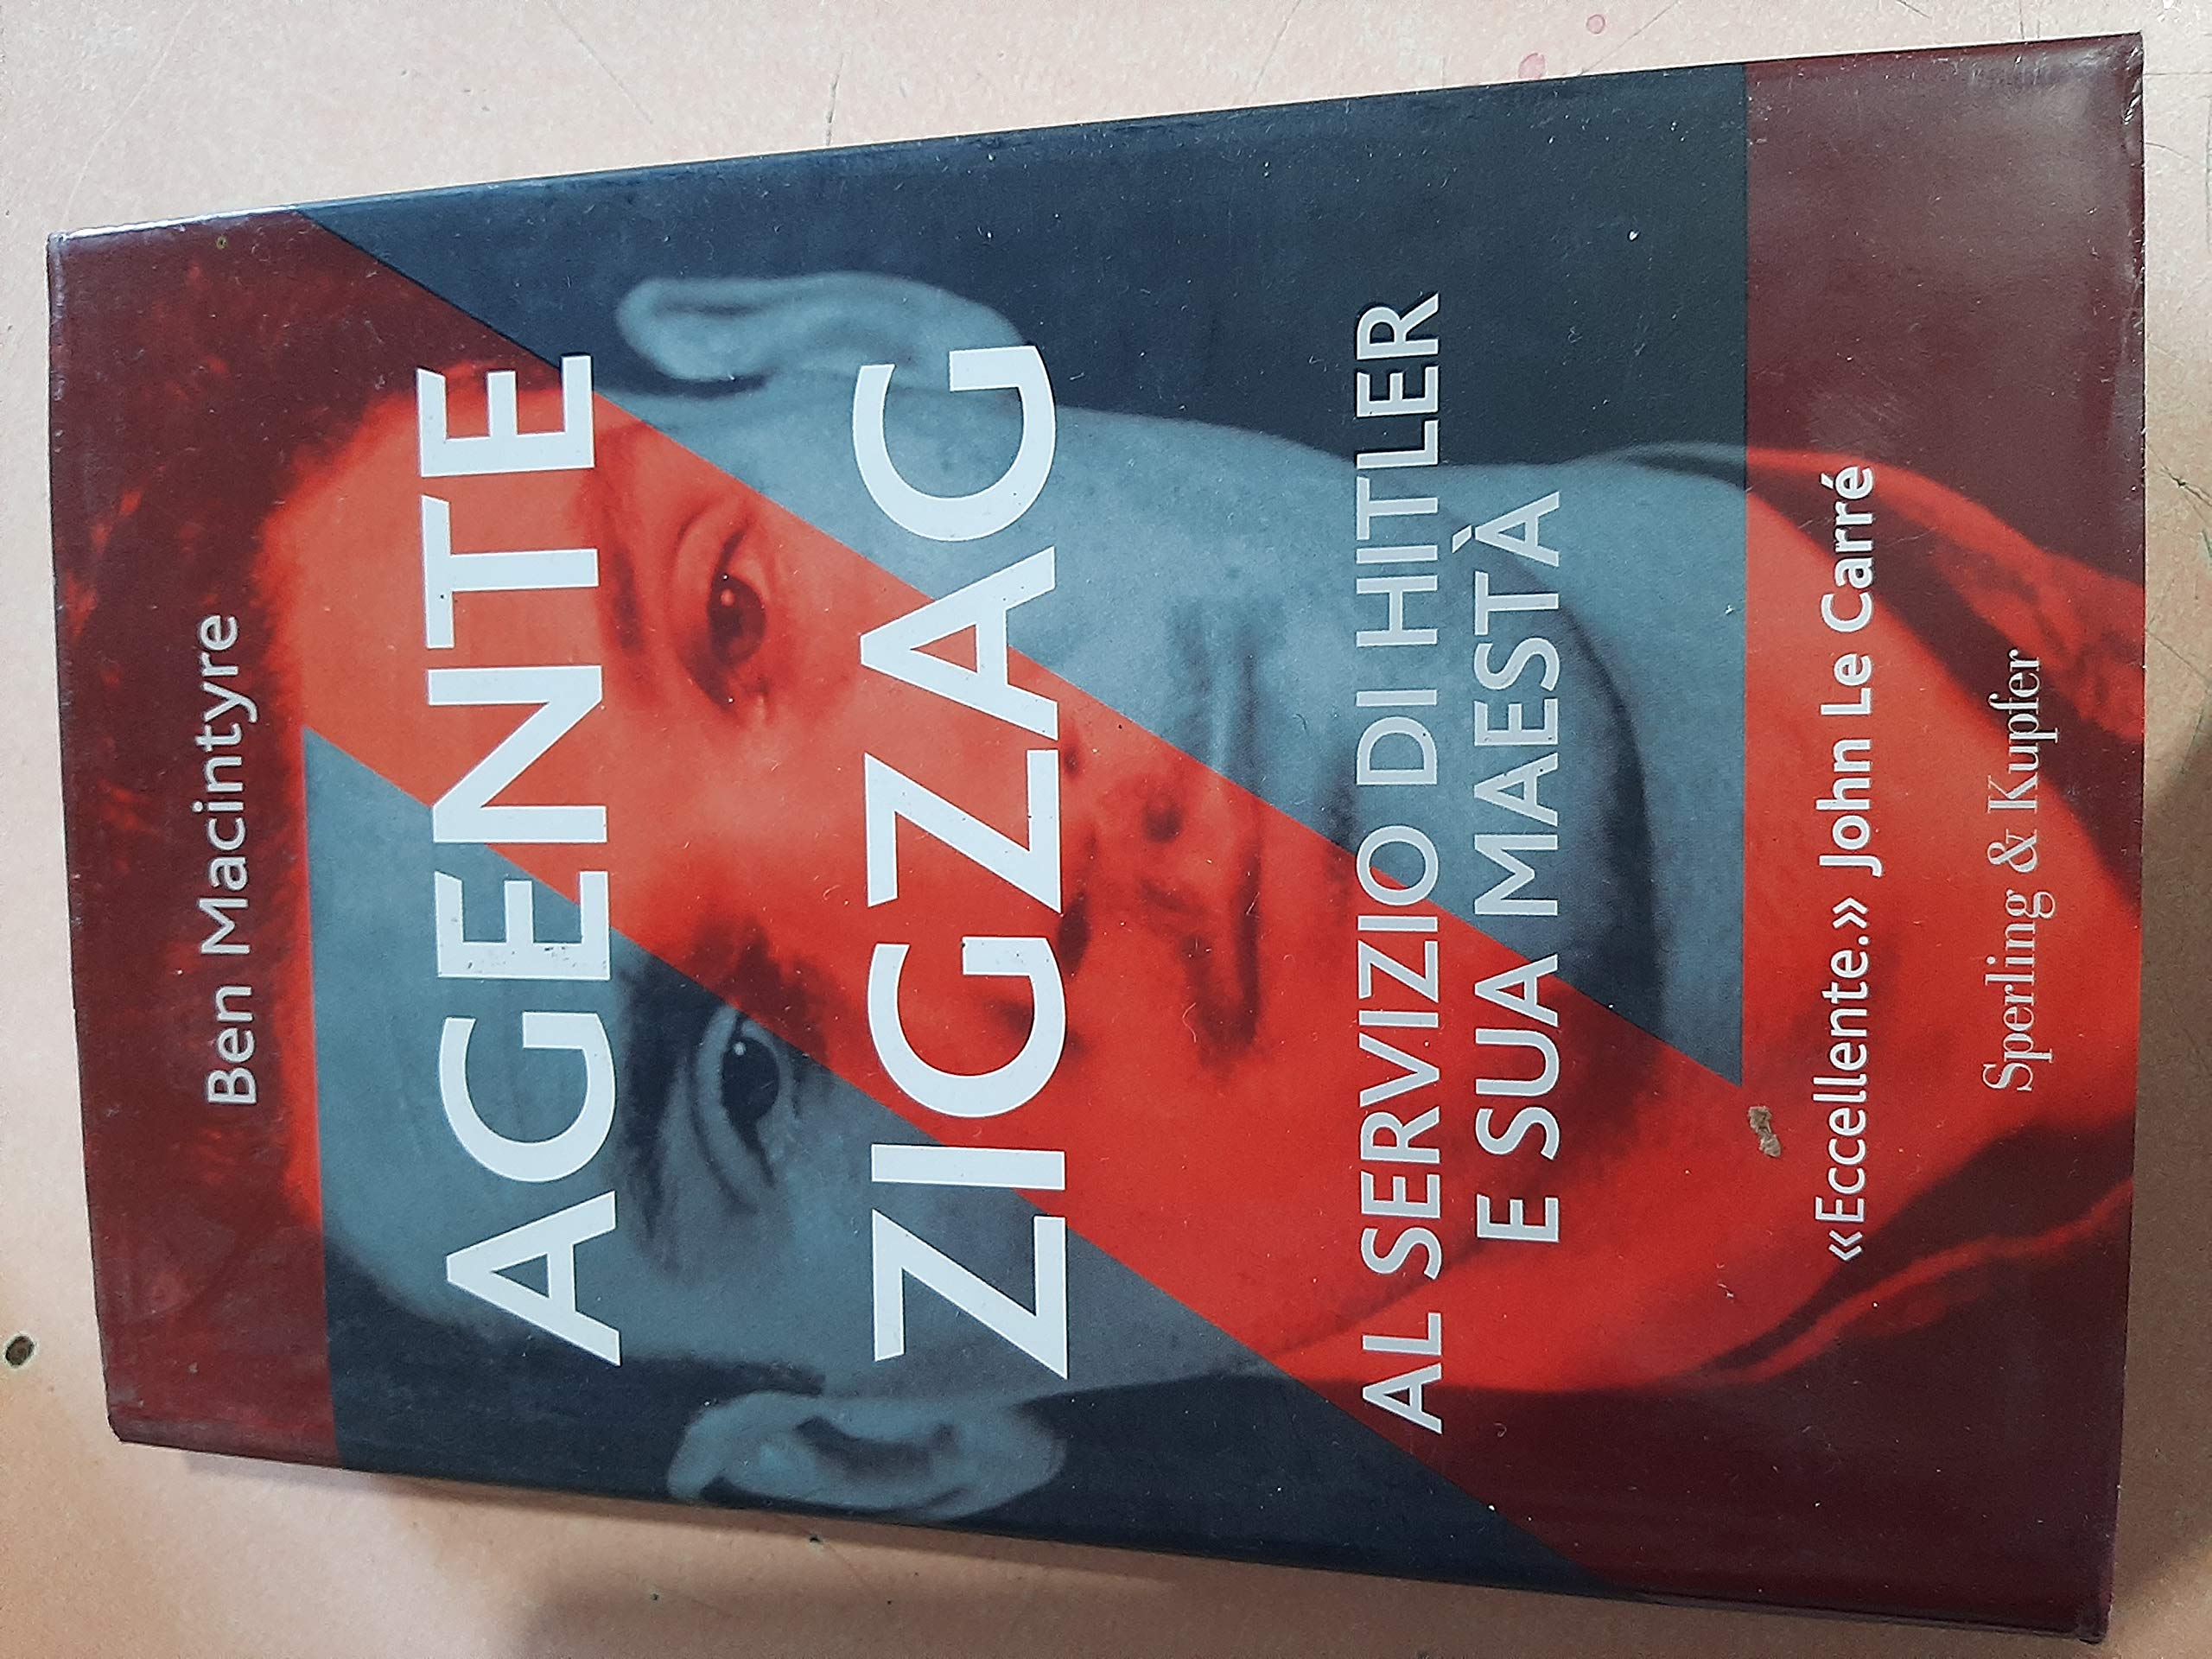 Ben Macintyre
AGENTE
ZIGZAG
AL SERVIZIO DI HITLER
E SUA MAESTÀ
«Eccellente.» John Le Carré
Sperling & Kupfer